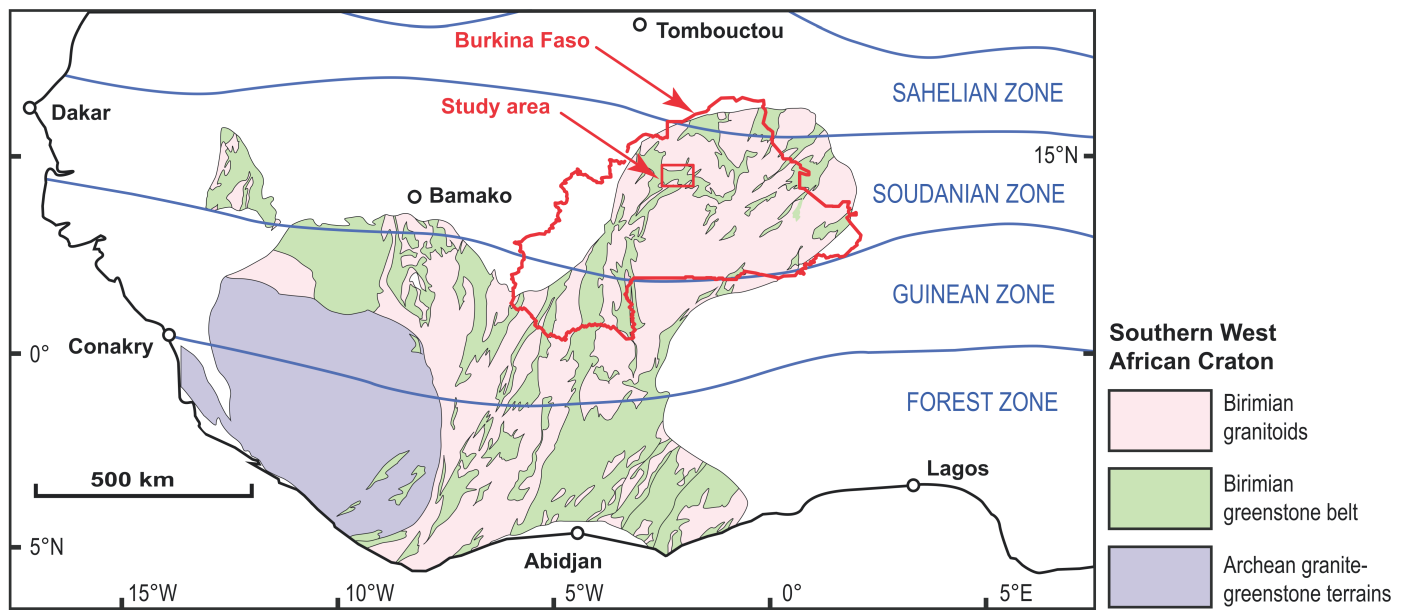 Tombouctou
Burkina Faso
SAHELIAN ZONE
Study area
Dakar
15°N
SOUDANIAN ZONE
Bamako
GUINEAN ZONE
Conakry
0°
FOREST ZONE
500 km
Lagos
5°N
Abidjan
15°W
10°W
5°W
0°
5°E
Southern West
African Craton
Birimian
granitoids
Birimian
greenstone belt
Archean granite-
greenstone terrains